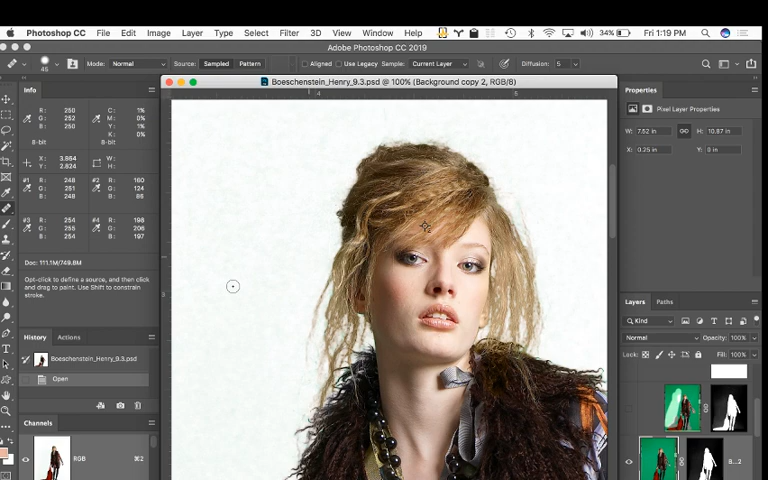 Photoshop CC File Edit Image Layer Type Select Filter 3D View Window Help 34% Fri 1:19 PM
Adobe Photoshop CC 2019
46 Mode: Normal Source: Sampled Pattern Aligned Use Legacy Sample: Current Layer Diffusion: 5
Boeschenstein_Henry_9.3.psd @ 100% (Background copy 2, RGB/8)
Info
R: 250 C: 1%
G: 252 M: 0%
B: 250 Y: 1%
K: 0%
8-bit 8-bit
X: 3.864 W:
Y: 2.824 H:
#1 R: 248 #2 R: 160
G: 251 G: 124
B: 248 B: 86
#3 R: 254 #4 R: 198
G: 255 G: 206
B: 254 B: 197
Doc: 111.1M/749.8M
Opt-click to define a source, and then click
and drag to paint. Use Shift to constrain
stroke.
History Actions
Boeschenstein_Henry_9.3.psd
Open
Channels
RGB ⌘2
Properties
Pixel Layer Properties
W: 7.52 in H: 10.87 in
X: 0.25 in Y: 0 in
Layers Paths
Kind
Normal Opacity: 100%
Lock: Fill: 100%
B...2